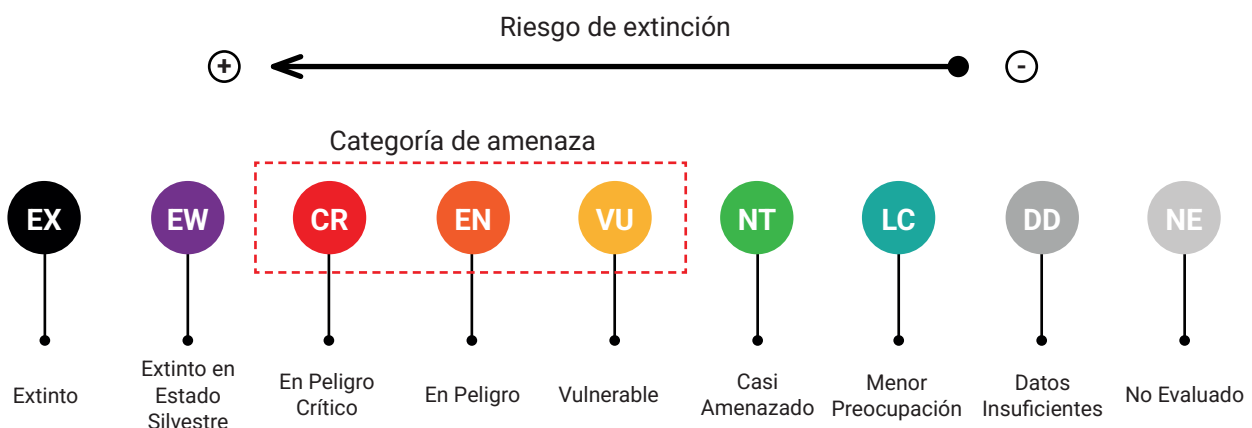 Riesgo de extinción
+
-
Categoría de amenaza
EX
EW
CR
EN
VU
NT
LC
DD
NE
Extinto
Extinto en
Estado
Silvestre
En Peligro
Crítico
En Peligro
Vulnerable
Casi
Amenazado
Menor
Preocupación
Datos
Insuficientes
No Evaluado